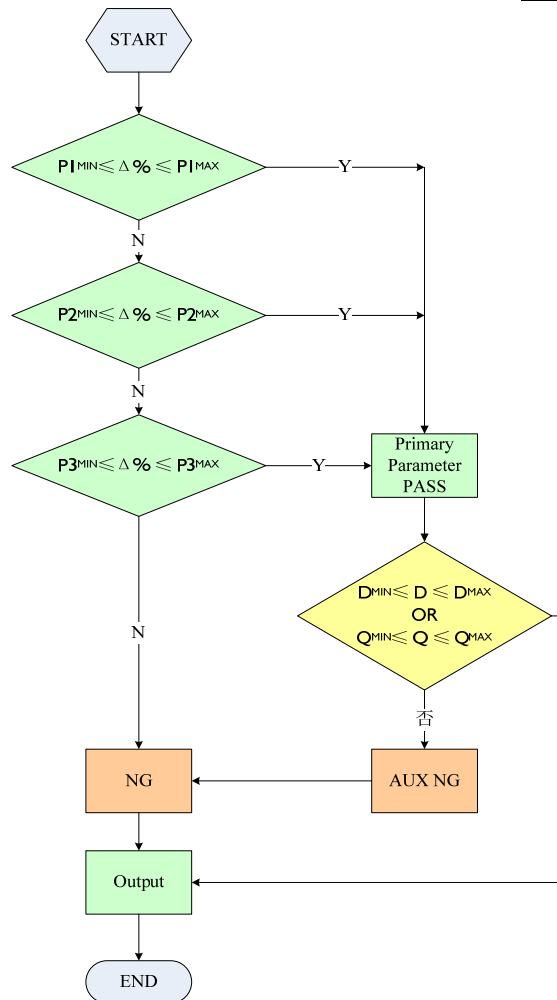 START
P1MIN≤ Δ % ≤ P1MAX
Y
N
P2MIN≤ Δ % ≤ P2MAX
Y
N
P3MIN≤ Δ % ≤ P3MAX
Y
Primary
Parameter
PASS
DMIN≤ D ≤ DMAX
OR
QMIN≤ Q ≤ QMAX
N
否
NG
AUX NG
Output
END